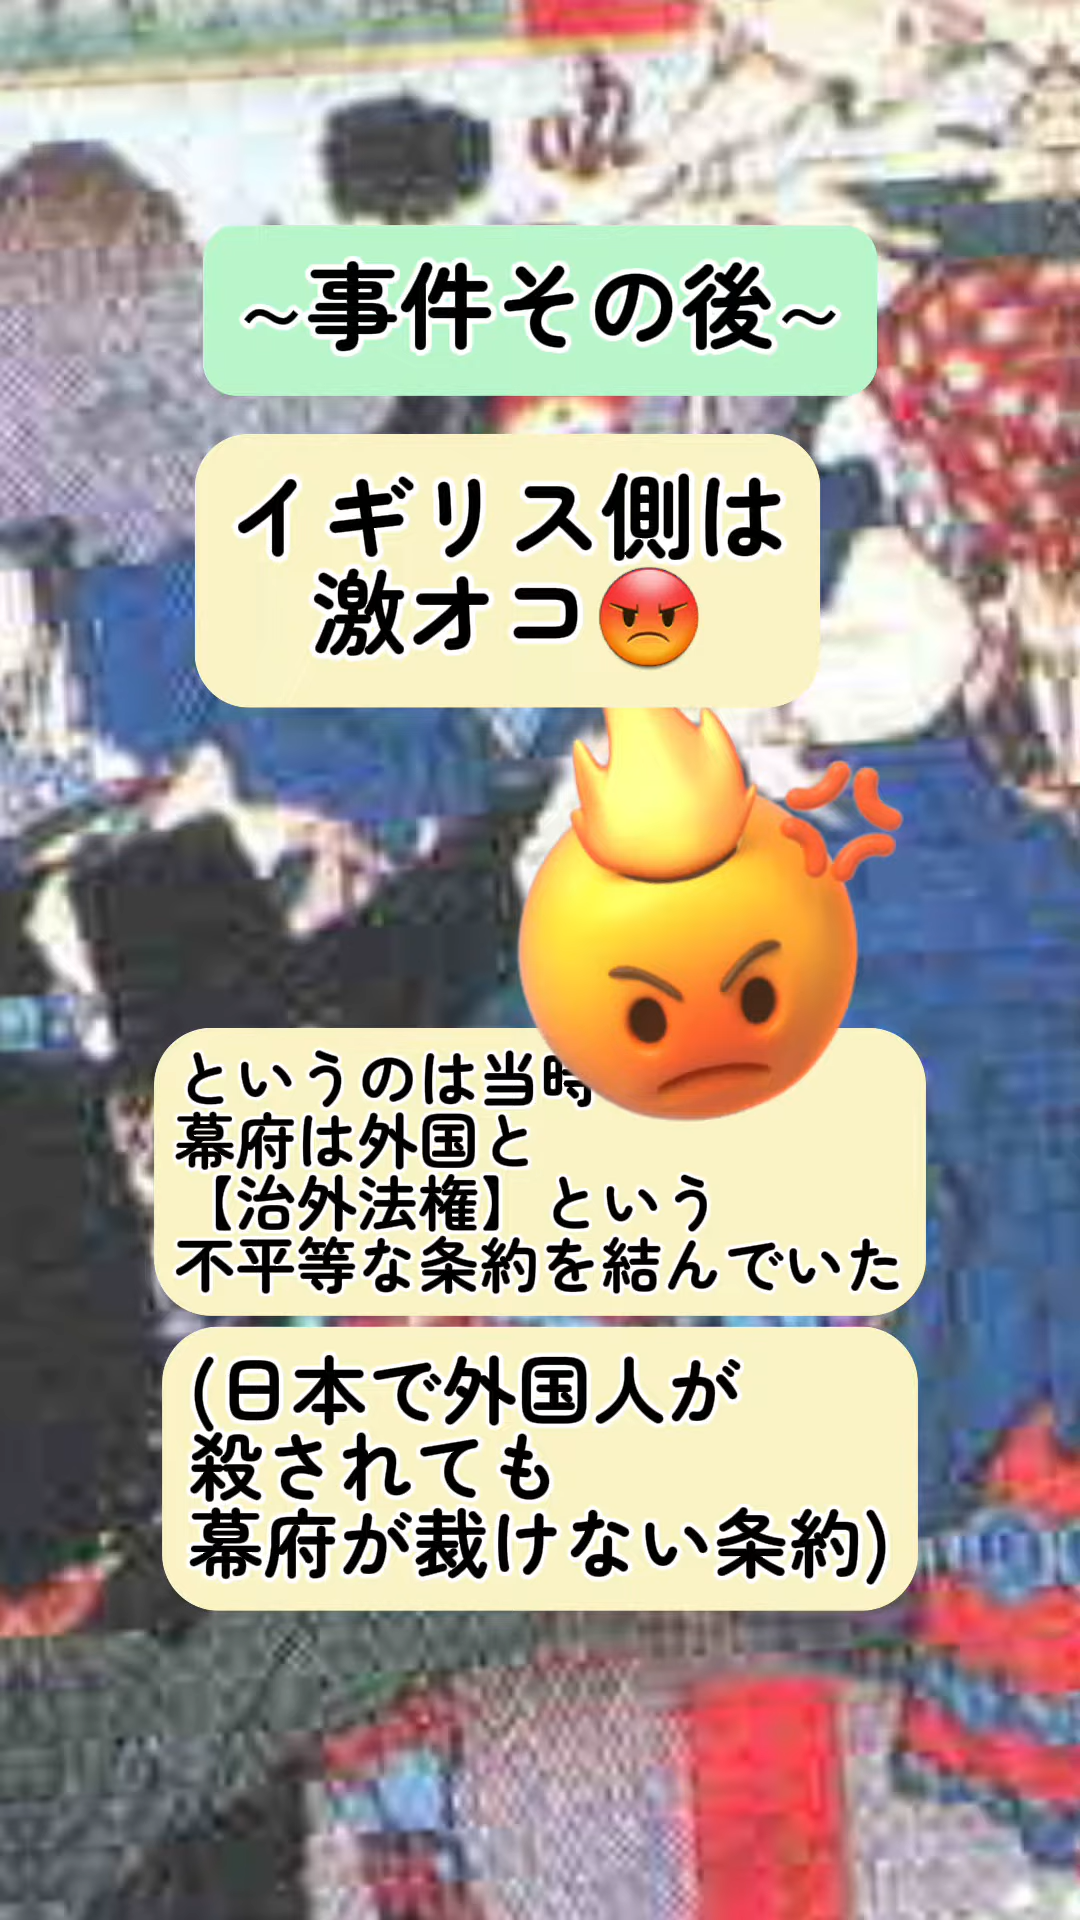 ~事件その後~
イギリス側は
激オコ😡
というのは当時
幕府は外国と
【治外法権】という
不平等な条約を結んでいた
(日本で外国人が
殺されても
幕府が裁けない条約)